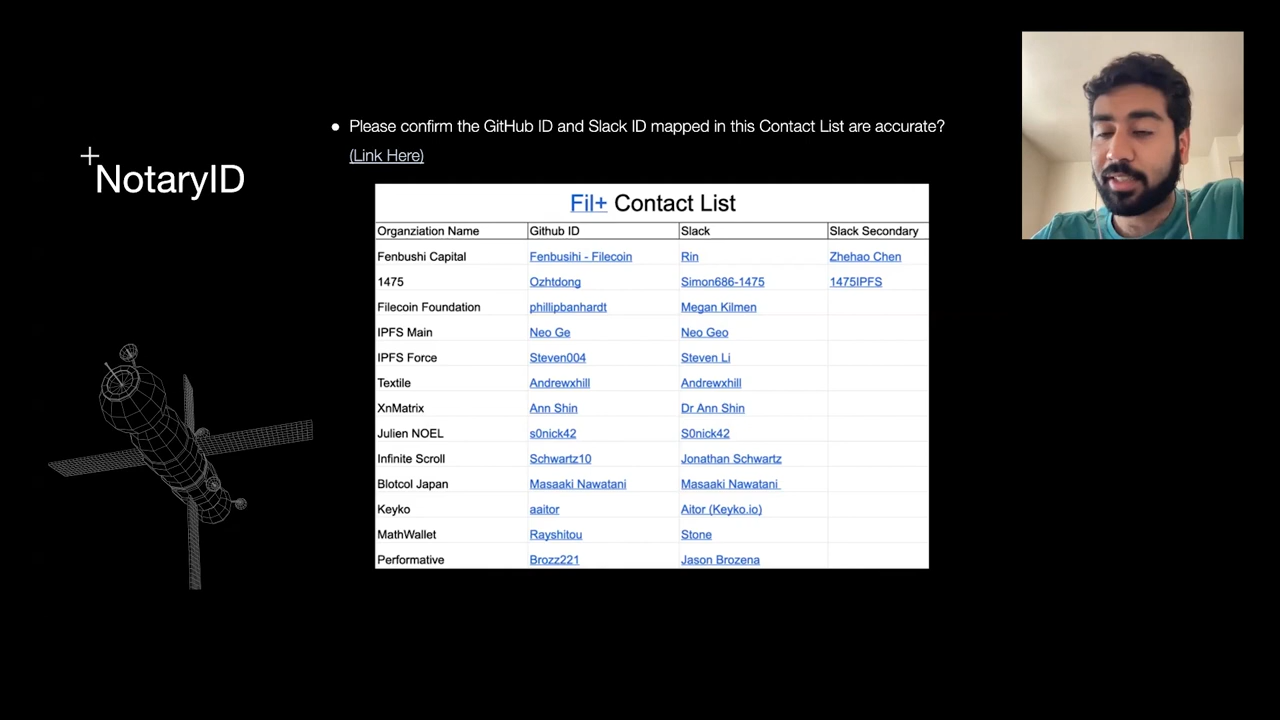 Please confirm the GitHub ID and Slack ID mapped in this Contact List are accurate?
(Link Here)
NotaryID
Fil+ Contact List
Organziation Name Github ID Slack Slack Secondary
Fenbushi Capital Fenbusihi - Filecoin Rin Zhehao Chen
1475 Ozhtdong Simon686-1475 1475IPFS
Filecoin Foundation phillipbanhardt Megan Kilmen
IPFS Main Neo Ge Neo Geo
IPFS Force Steven004 Steven Li
Textile Andrewxhill Andrewxhill
XnMatrix Ann Shin Dr Ann Shin
Julien NOEL s0nick42 S0nick42
Infinite Scroll Schwartz10 Jonathan Schwartz
Blotcol Japan Masaaki Nawatani Masaaki Nawatani
Keyko aaitor Aitor (Keyko.io)
MathWallet Rayshitou Stone
Performative Brozz221 Jason Brozena